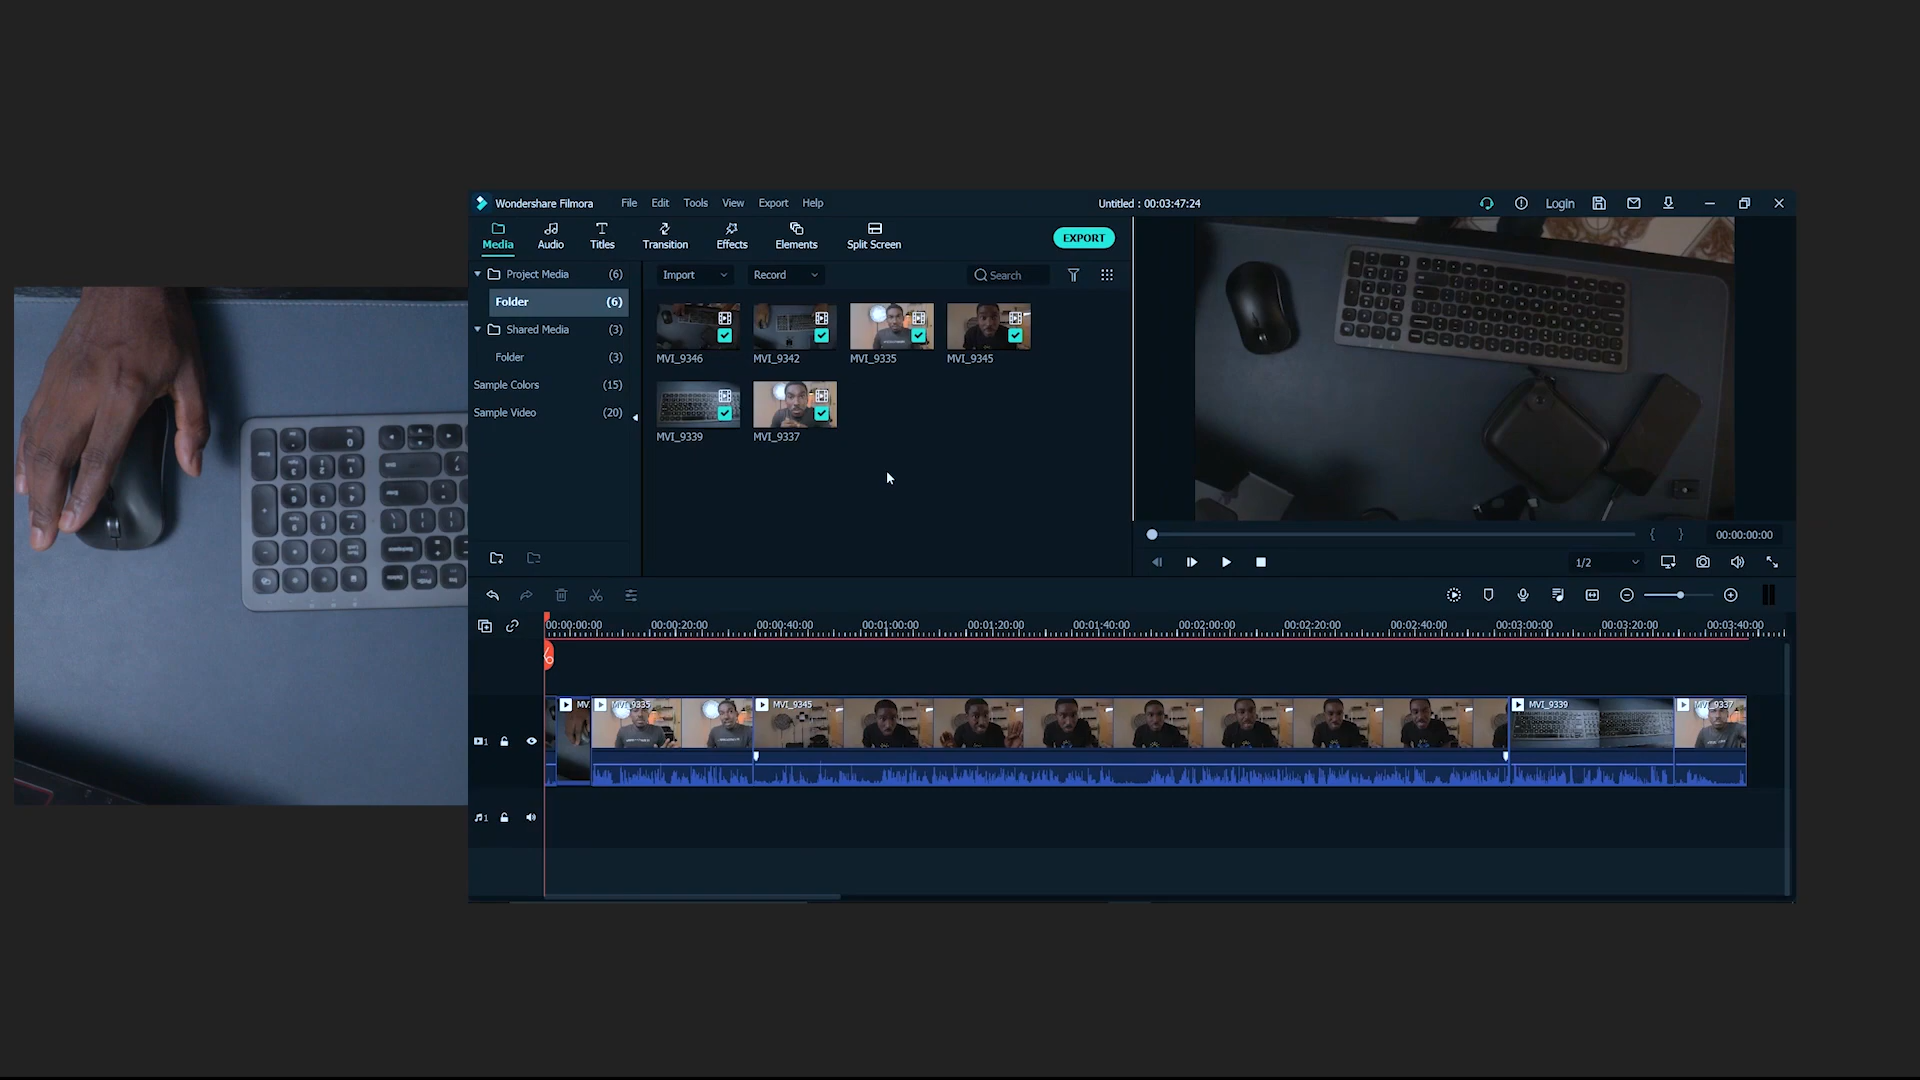 Wondershare Filmora File Edit Tools View Export Help Untitled : 00:03:47:24 Login
Media Audio Titles Transition Effects Elements Split Screen EXPORT
Project Media (6)
Folder (6)
Shared Media (3)
Folder (3)
Sample Colors (15)
Sample Video (20)
Import Record Search
MVI_9346 MVI_9342 MVI_9335 MVI_9345
MVI_9339 MVI_9337
00:00:00:00
1/2
00:00:00:00 00:00:20:00 00:00:40:00 00:01:00:00 00:01:20:00 00:01:40:00 00:02:00:00 00:02:20:00 00:02:40:00 00:03:00:00 00:03:20:00 00:03:40:00
MV MVI_9335 MVI_9345 MVI_9339 MVI_9337
1
1